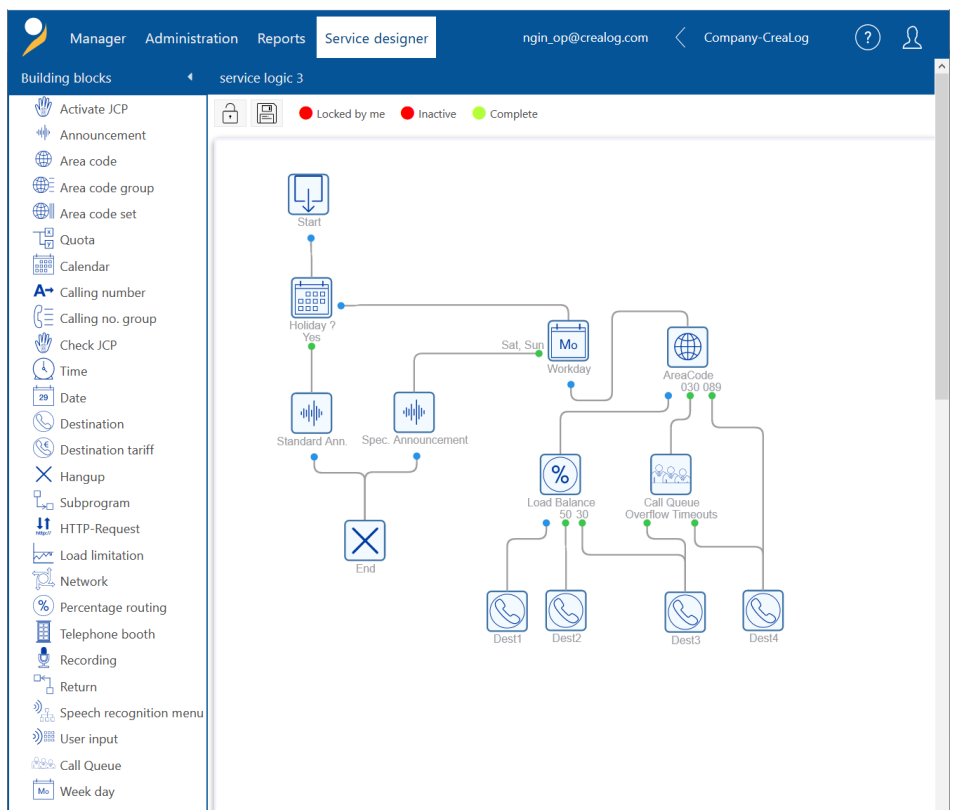 Manager Administration Reports Service designer ngin_op@crealog.com Company-CreaLog ?
Building blocks service logic 3
Locked by me Inactive Complete
Activate JCP
Announcement
Area code
Area code group
Area code set
X
Y
Quota
Calendar
A Calling number
Calling no. group
Check JCP
Time
29 Date
Destination
€ Destination tariff
Hangup
Subprogram
http:// HTTP-Request
Load limitation
Network
% Percentage routing
Telephone booth
Recording
Return
Speech recognition menu
User input
Call Queue
Mo Week day
Start
Holiday ?
Yes
Sat, Sun
Mo
Workday
AreaCode
030 089
Standard Ann.
Spec. Announcement
%
Load Balance
50 30
Call Queue
Overflow Timeouts
End
Dest1
Dest2
Dest3
Dest4